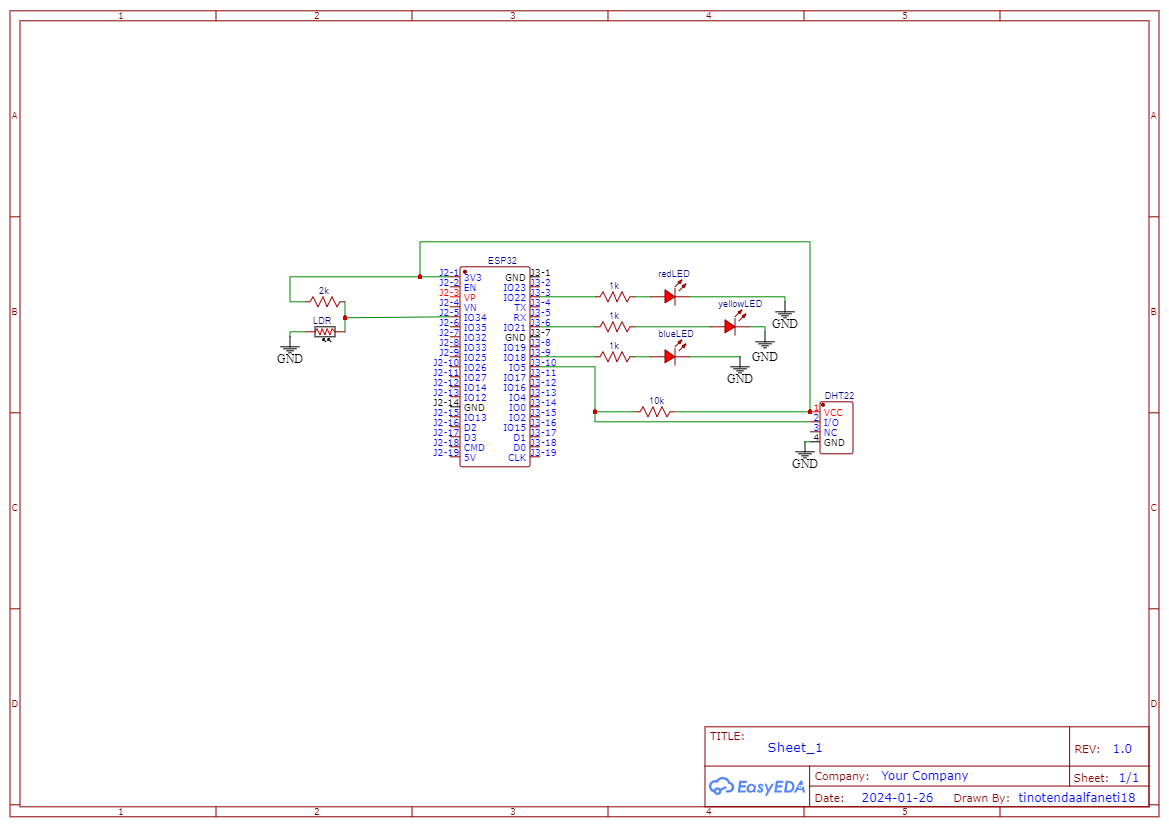 1 2 3 4 5
A A
B B
C C
D D
ESP32
J2-1 3V3
J2-2 EN
J2-3 VP
J2-4 VN
J2-5 IO34
J2-6 IO35
J2-7 IO32
J2-8 IO33
J2-9 IO25
J2-10 IO26
J2-11 IO27
J2-12 IO14
J2-13 IO12
J2-14 GND
J2-15 IO13
J2-16 D2
J2-17 D3
J2-18 CMD
J2-19 5V
GND J3-1
IO23 J3-2
IO22 J3-3
TX J3-4
RX J3-5
IO21 J3-6
GND J3-7
IO19 J3-8
IO18 J3-9
IO5 J3-10
IO17 J3-11
IO16 J3-12
IO4 J3-13
IO0 J3-14
IO2 J3-15
IO15 J3-16
D1 J3-17
D0 J3-18
CLK J3-19
2k
LDR
GND
1k
redLED
GND
1k
yellowLED
GND
1k
blueLED
GND
10k
DHT22
1 VCC
2 I/O
3 NC
4 GND
GND
TITLE:
Sheet_1
REV: 1.0
EasyEDA
Company: Your Company
Sheet: 1/1
Date: 2024-01-26 Drawn By: tinotendaalfaneti18
1 2 3 4 5